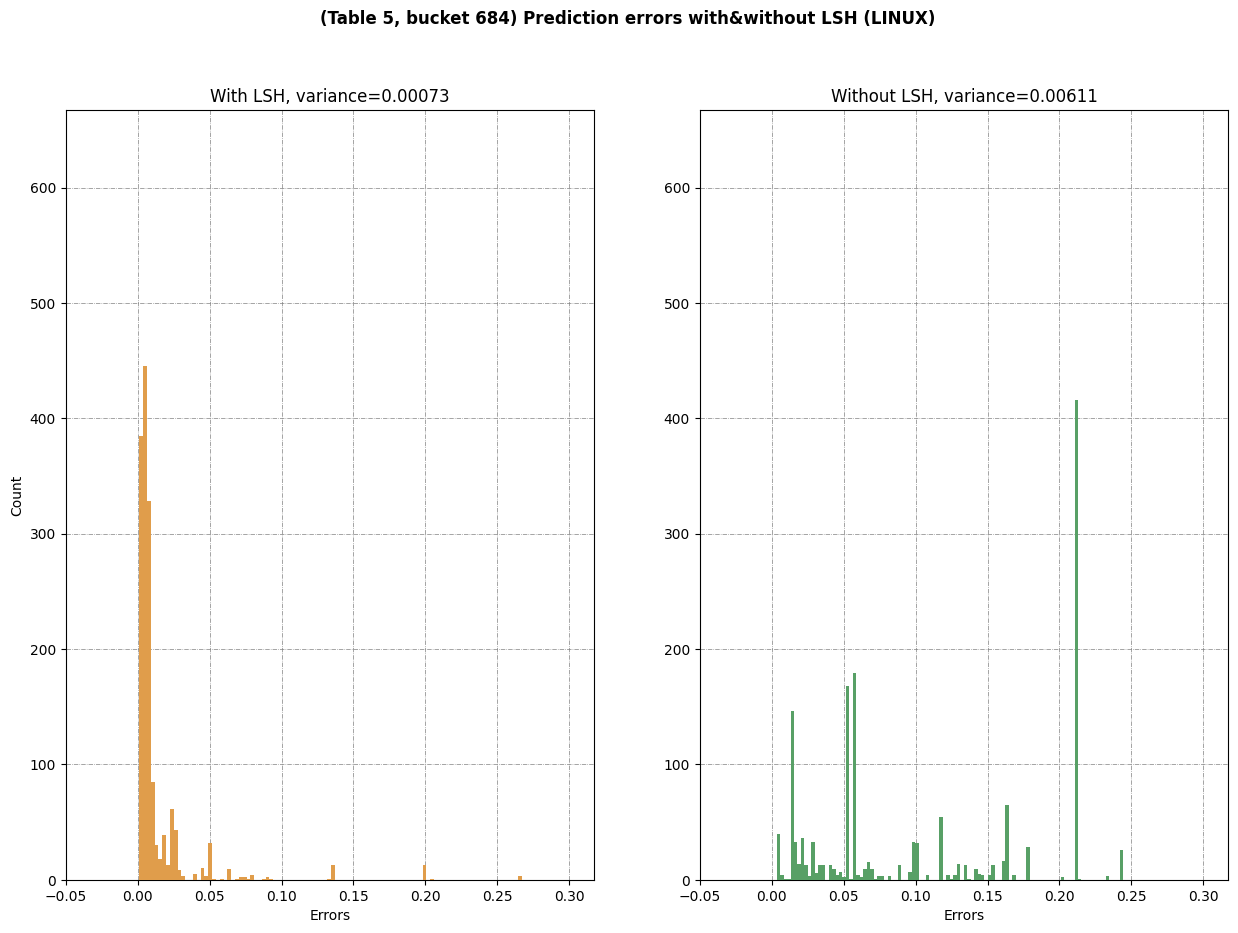 (Table 5, bucket 684) Prediction errors with&without LSH (LINUX)
With LSH, variance=0.00073
600
500
400
300
200
100
0
Count
−0.05 0.00 0.05 0.10 0.15 0.20 0.25 0.30
Errors
Without LSH, variance=0.00611
600
500
400
300
200
100
0
−0.05 0.00 0.05 0.10 0.15 0.20 0.25 0.30
Errors